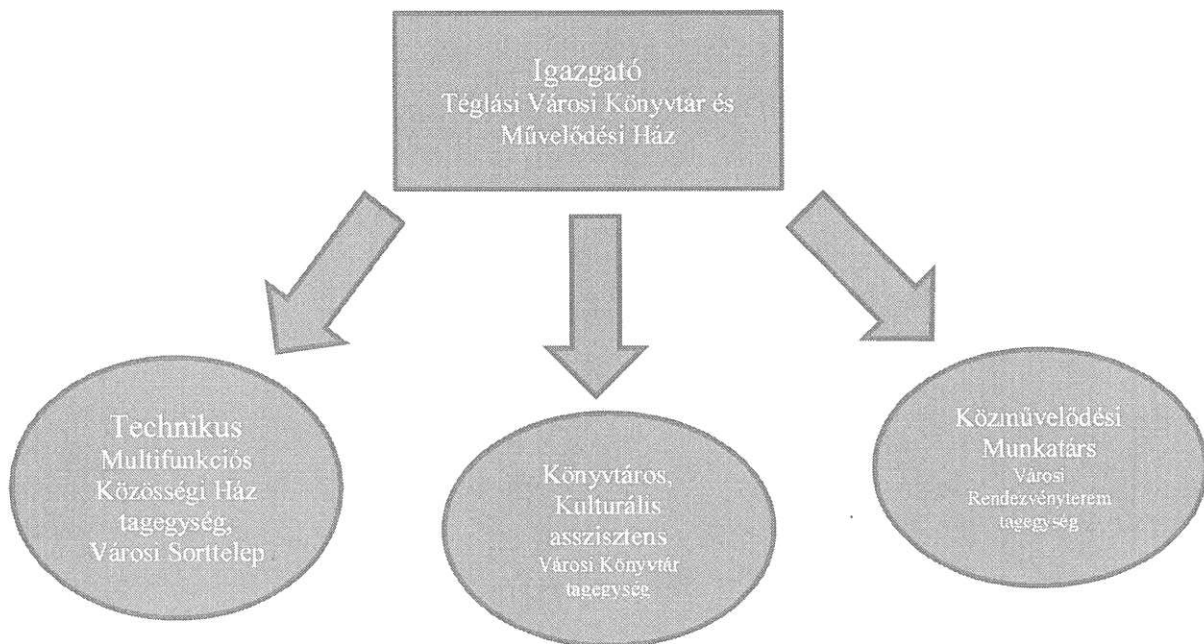 Igazgató
Téglási Városi Könyvtár és
Művelődési Ház
Technikus
Multifunkciós
Közösségi Ház
tagegység,
Városi Sorttelep
Könyvtáros,
Kulturális
asszisztens
Városi Könyvtár
tagegység
Közművelődési
Munkatárs
Városi
Rendezvényterem
tagegység